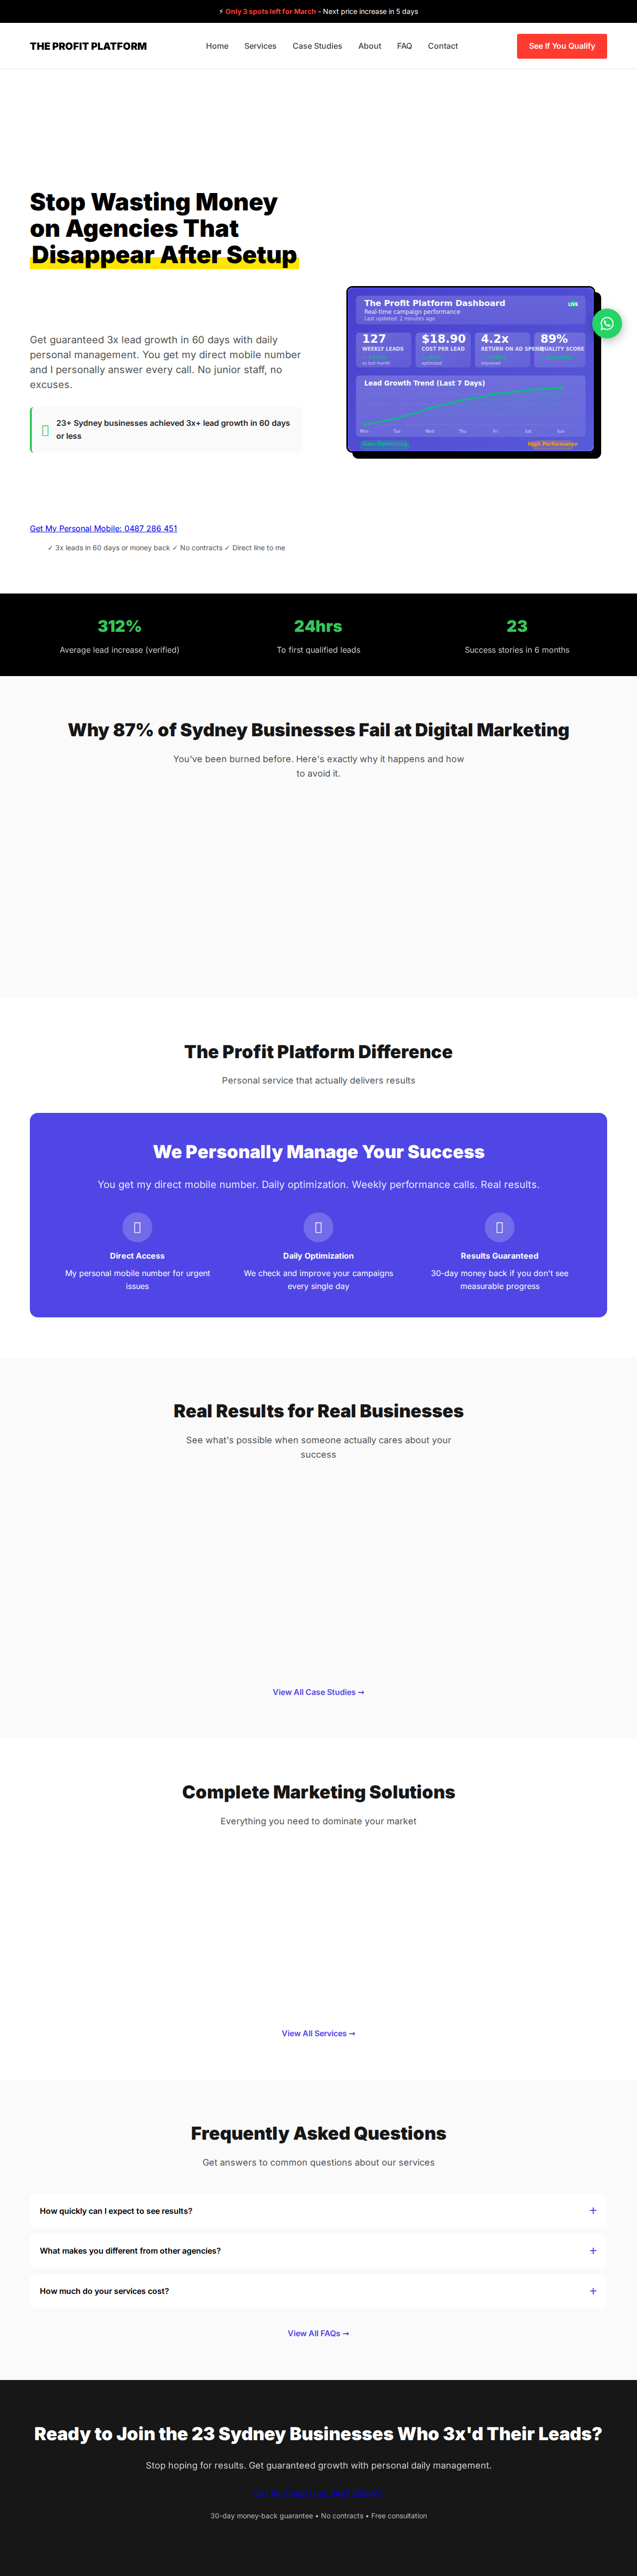 ⚡ Only 3 spots left for March - Next price increase in 5 days
THE PROFIT PLATFORM
Home
Services
Case Studies
About
FAQ
Contact
See If You Qualify
Stop Wasting Money
on Agencies That
Disappear After Setup
Get guaranteed 3x lead growth in 60 days with daily
personal management. You get my direct mobile number
and I personally answer every call. No junior staff, no
excuses.
23+ Sydney businesses achieved 3x+ lead growth in 60 days
or less
Get My Personal Mobile: 0487 286 451
✓ 3x leads in 60 days or money back ✓ No contracts ✓ Direct line to me
The Profit Platform Dashboard
Real-time campaign performance
Last updated: 2 minutes ago
LIVE
127
WEEKLY LEADS
vs last month
$18.90
COST PER LEAD
optimised
4.2x
RETURN ON AD SPEND
improved
89%
QUALITY SCORE
Lead Growth Trend (Last 7 Days)
Mon
Tue
Wed
Thu
Fri
Sat
Sun
High Performance
312%
Average lead increase (verified)
24hrs
To first qualified leads
23
Success stories in 6 months
Why 87% of Sydney Businesses Fail at Digital Marketing
You've been burned before. Here's exactly why it happens and how
to avoid it.
The Profit Platform Difference
Personal service that actually delivers results
We Personally Manage Your Success
You get my direct mobile number. Daily optimization. Weekly performance calls. Real results.
Direct Access
My personal mobile number for urgent
issues
Daily Optimization
We check and improve your campaigns
every single day
Results Guaranteed
30-day money back if you don't see
measurable progress
Real Results for Real Businesses
See what's possible when someone actually cares about your
success
View All Case Studies →
Complete Marketing Solutions
Everything you need to dominate your market
View All Services →
Frequently Asked Questions
Get answers to common questions about our services
How quickly can I expect to see results?
+
What makes you different from other agencies?
+
How much do your services cost?
+
View All FAQs →
Ready to Join the 23 Sydney Businesses Who 3x'd Their Leads?
Stop hoping for results. Get guaranteed growth with personal daily management.
30-day money-back guarantee • No contracts • Free consultation